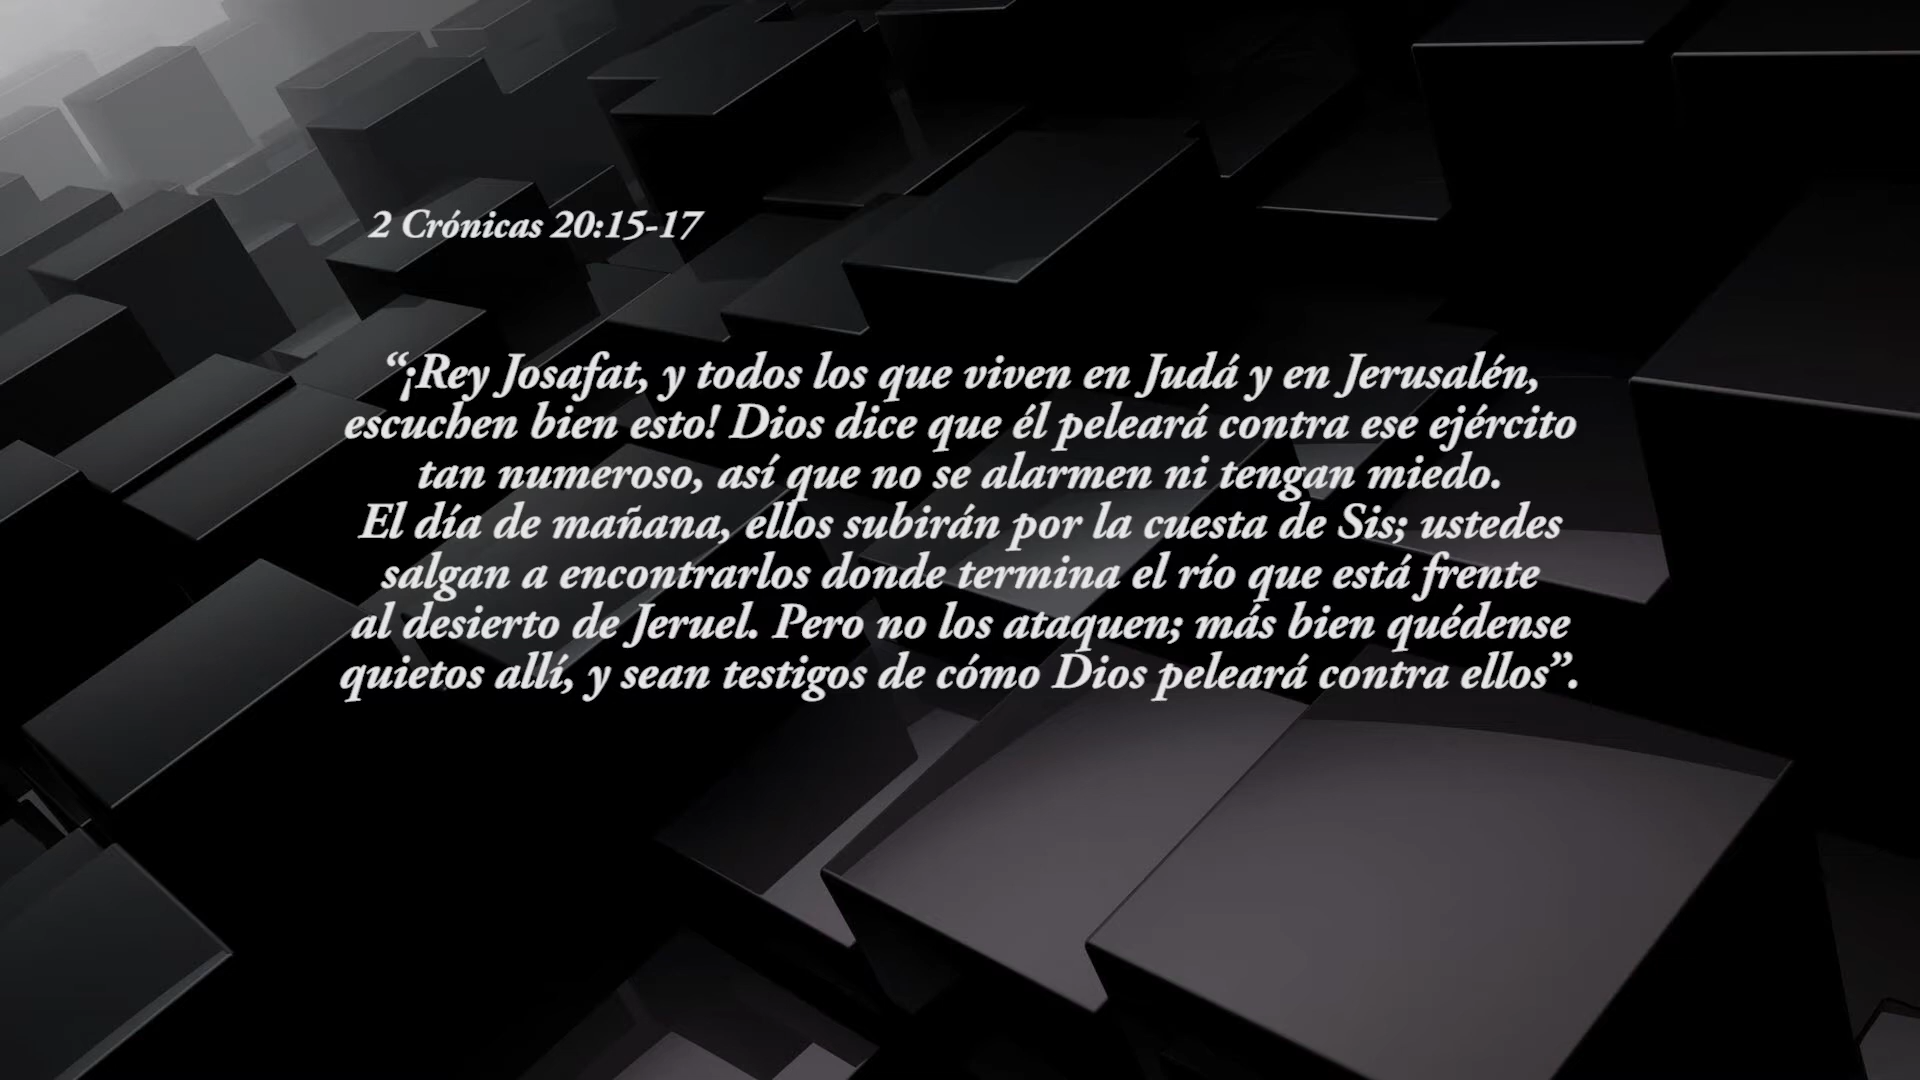 2 Crónicas 20:15-17
“¡Rey Josafat, y todos los que viven en Judá y en Jerusalén,
escuchen bien esto! Dios dice que él peleará contra ese ejército
tan numeroso, así que no se alarmen ni tengan miedo.
El día de mañana, ellos subirán por la cuesta de Sis; ustedes
salgan a encontrarlos donde termina el río que está frente
al desierto de Jeruel. Pero no los ataquen; más bien quédense
quietos allí, y sean testigos de cómo Dios peleará contra ellos”.